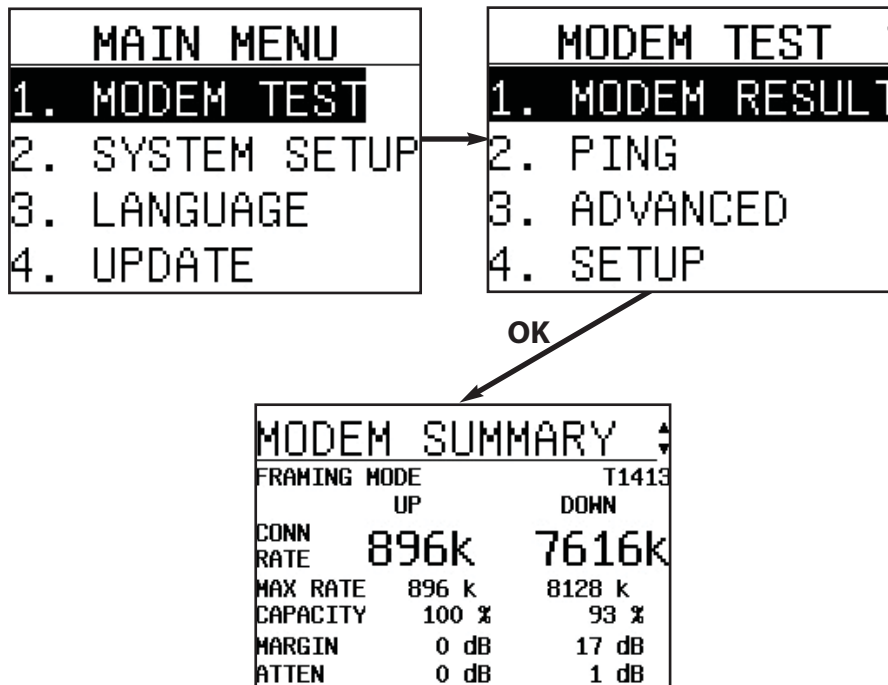 MAIN MENU
1. MODEM TEST
2. SYSTEM SETUP
3. LANGUAGE
4. UPDATE
MODEM TEST
1. MODEM RESULT
2. PING
3. ADVANCED
4. SETUP
OK
MODEM SUMMARY
FRAMING MODE T1413
UP DOWN
CONN RATE 896k 7616k
MAX RATE 896 k 8128 k
CAPACITY 100 % 93 %
MARGIN 0 dB 17 dB
ATTEN 0 dB 1 dB